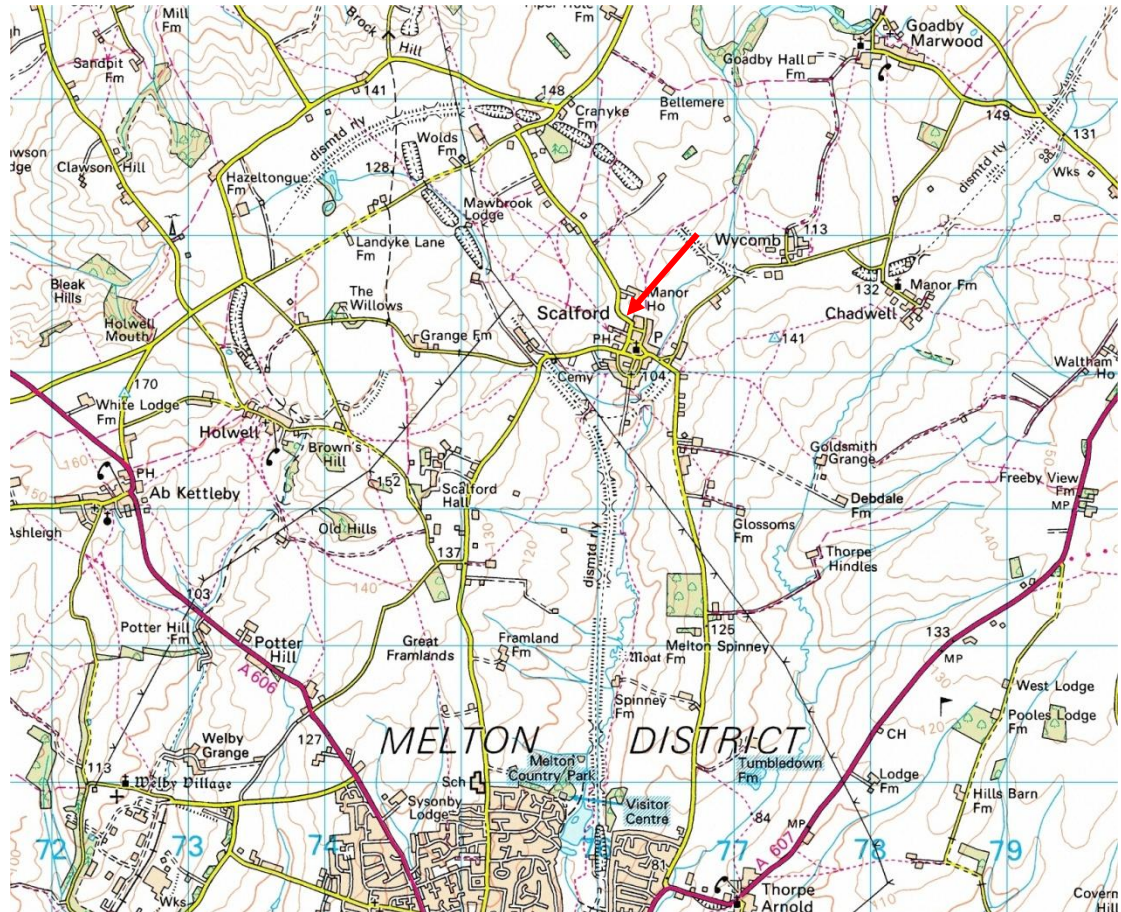 Mill
Fm
Brock
Hill
Goadby
Marwood
Goadby Hall
Fm
Sandpit
Fm
141
148
Cranyke
Fm
Bellemere
Fm
149
131
dismtd rly
Wolds
Fm
Clawson Hill
Hazeltongue
Fm
128
dismtd rly
Wks
Mawbrook
Lodge
Landyke Lane
Fm
Wycomb
113
Bleak
Hills
The
Willows
Manor
Ho
132
Manor Fm
Scalford
Chadwell
Holwell
Mouth
Grange Fm
PH
P
141
Cemy
104
Waltham
Ho
170
White Lodge
Fm
Holwell
Brown's
Hill
Goldsmith
Grange
160
PH
150
Ab Kettleby
152
Scalford
Hall
Debdale
Fm
Freeby View
Fm
MP
150
Ashleigh
Old Hills
130
120
Glossoms
Fm
140
137
dismtd rly
Thorpe
Hindles
140
103
Potter Hill
Fm
Potter
Hill
Great
Framlands
Framland
Fm
125
Melton Spinney
Fm
Moat
133
MP
130
A 606
Spinney
Fm
West Lodge
120
Pooles Lodge
Fm
Welby
Grange
127
MELTON DISTRICT
CH
113
Welby Village
Sch
Melton
Country Park
Tumbledown
Fm
Lodge
Fm
Hills Barn
Fm
Sysonby
Lodge
Visitor
Centre
84
MP
72
73
74
77
78
79
81
A 607
100
Wks
Thorpe
Arnold
Covern
Hill